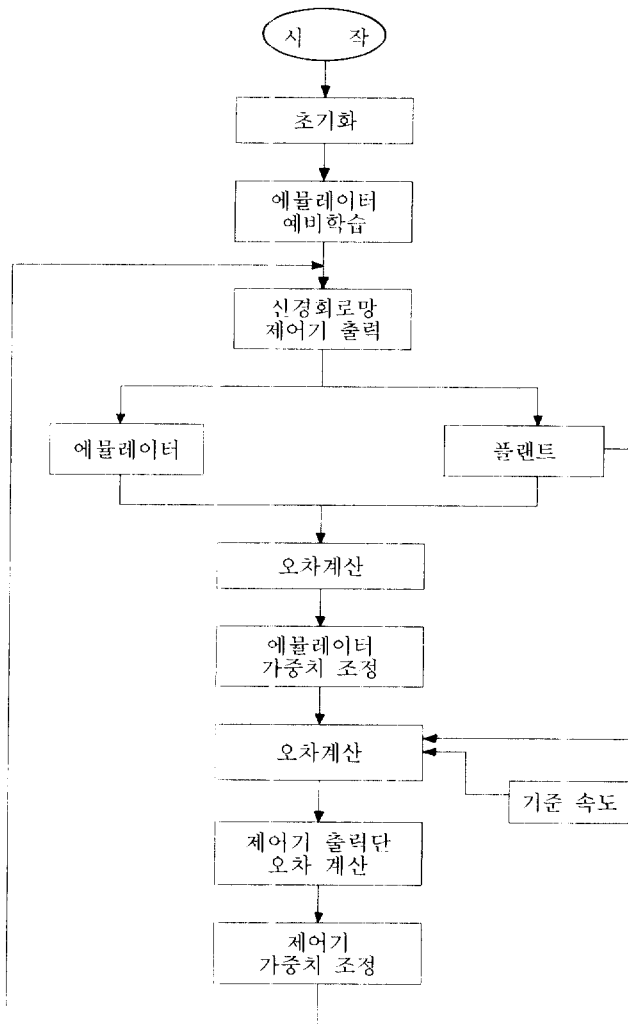 시 작
초기화
에뮬레이터
예비학습
신경회로망
제어기 출력
에뮬레이터
플랜트
오차계산
에뮬레이터
가중치 조정
오차계산
기준 속도
제어기 출력단
오차 계산
제어기
가중치 조정